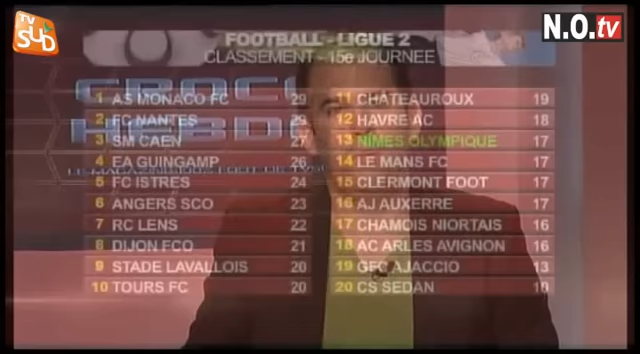 TV SUD
N.O.tv
FOOTBALL - LIGUE 2
CLASSEMENT - 15e JOURNEE
CROCO
HEBDO
1 AS MONACO FC 29
2 FC NANTES 29
3 SM CAEN 27
4 EA GUINGAMP 26
5 FC ISTRES 24
6 ANGERS SCO 23
7 RC LENS 22
8 DIJON FCO 21
9 STADE LAVALLOIS 20
10 TOURS FC 20
11 CHÂTEAUROUX 19
12 HAVRE AC 18
13 NÎMES OLYMPIQUE 17
14 LE MANS FC 17
15 CLERMONT FOOT 17
16 AJ AUXERRE 17
17 CHAMOIS NIORTAIS 16
18 AC ARLES AVIGNON 16
19 GFC AJACCIO 13
20 CS SEDAN 10